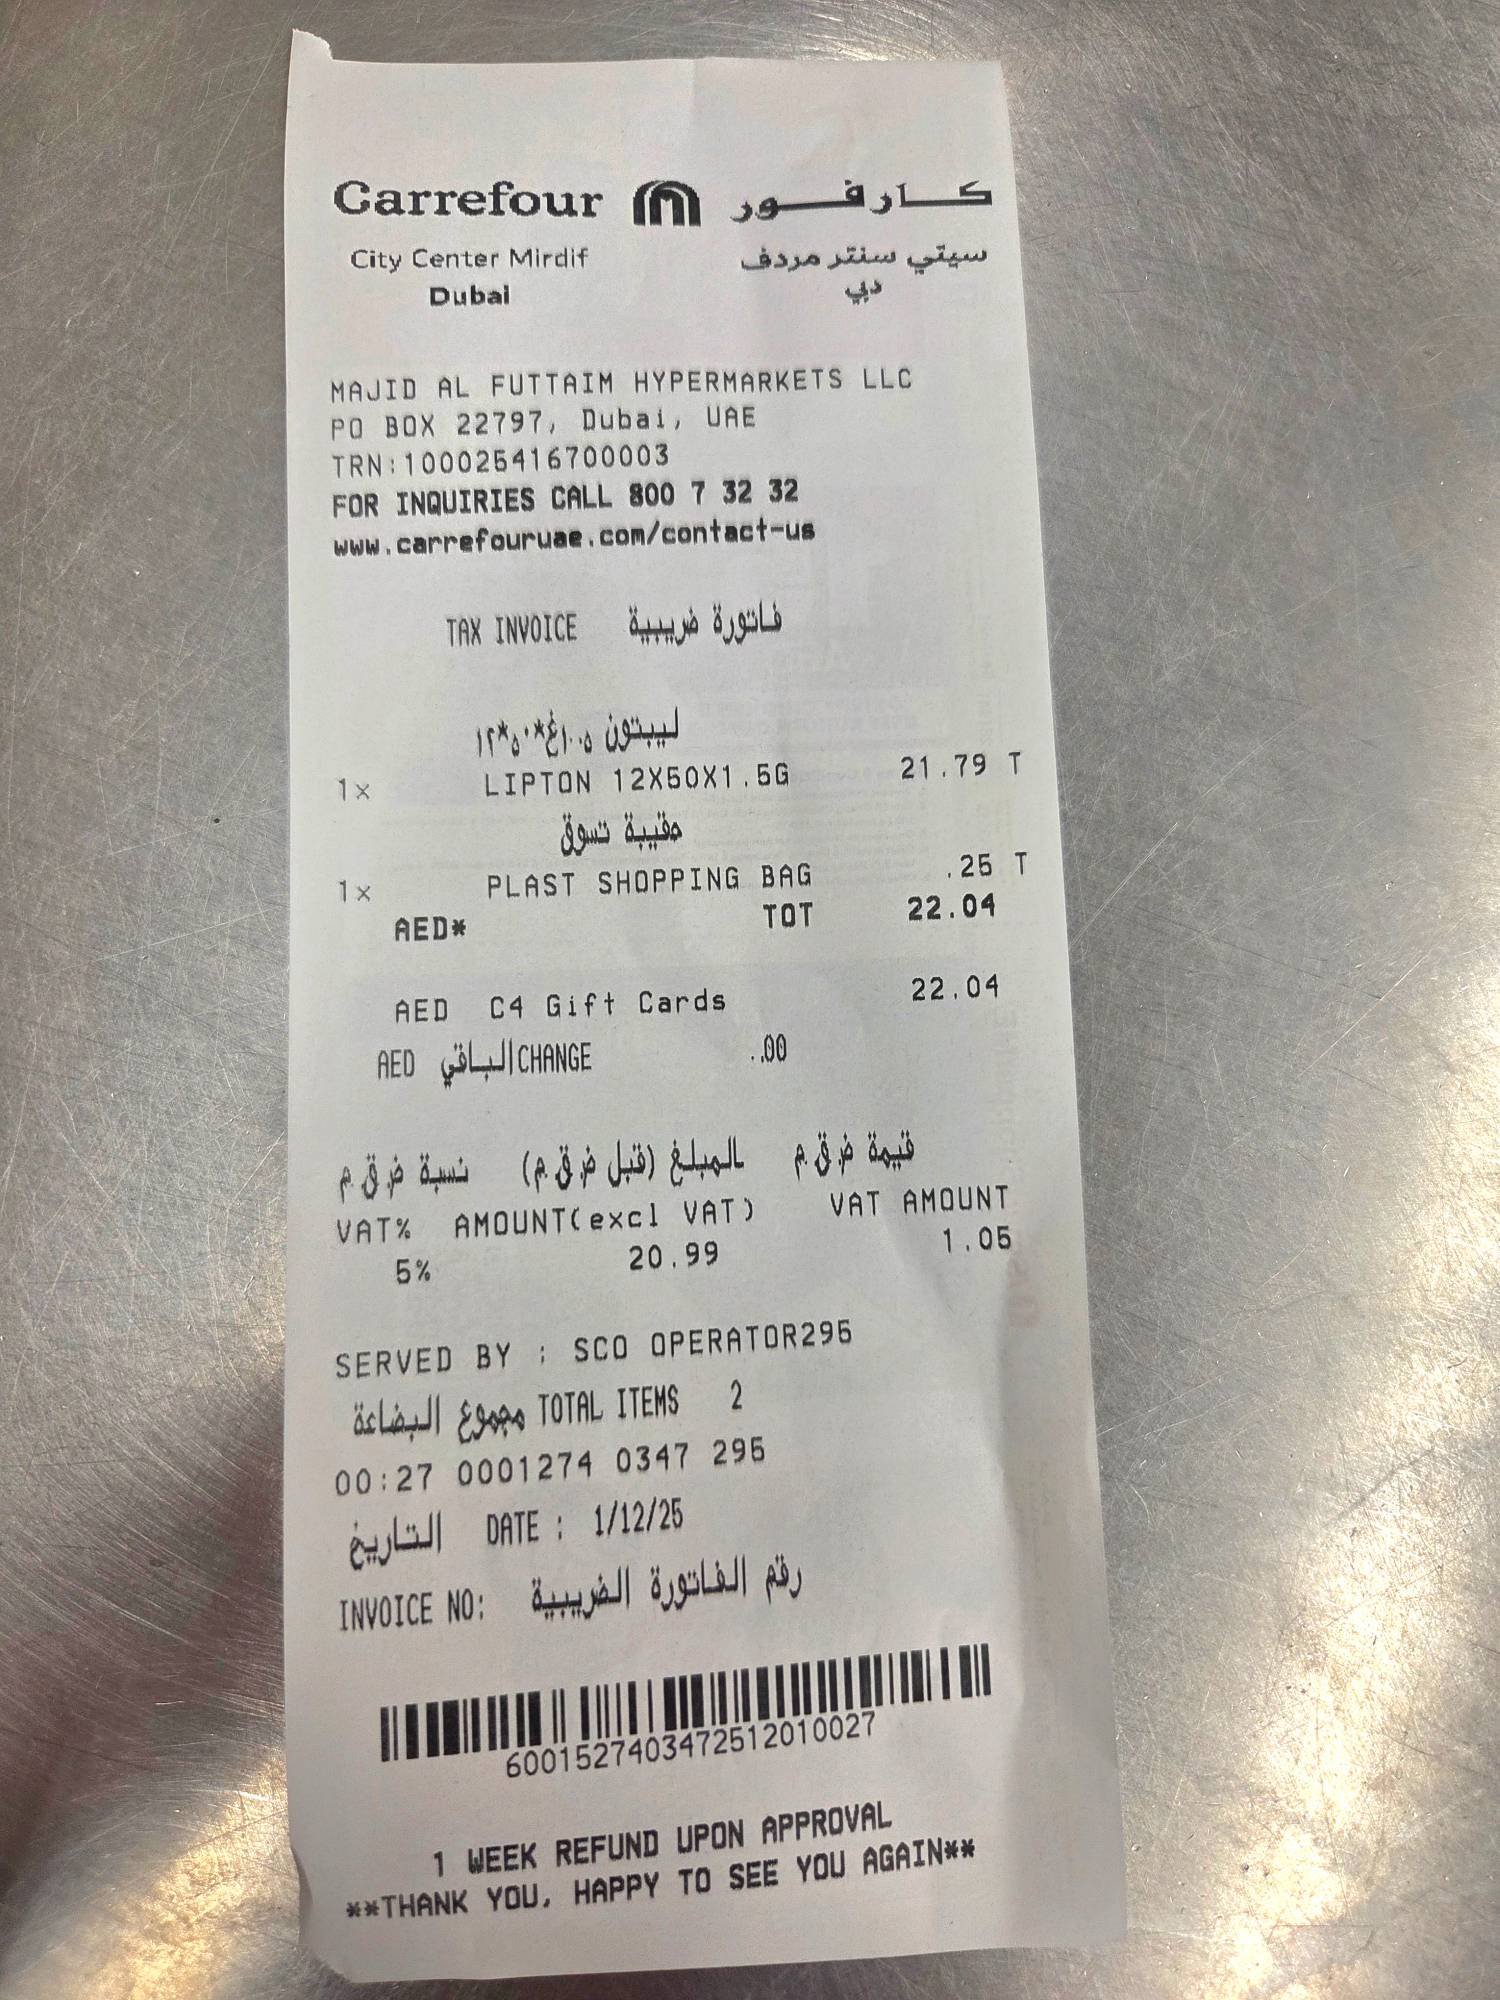 Carrefour كارفور
City Center Mirdif سيتي سنتر مردف
Dubai دبي
MAJID AL FUTTAIM HYPERMARKETS LLC
PO BOX 22797, Dubai, UAE
TRN:100025416700003
FOR INQUIRIES CALL 800 7 32 32
www.carrefouruae.com/contact-us
TAX INVOICE فاتورة ضريبية
ليبتون ١.٥غ*٥٠*١٢
1x LIPTON 12X50X1.5G 21.79 T
حقيبة تسوق
1x PLAST SHOPPING BAG .25 T
AED* TOT 22.04
AED C4 Gift Cards 22.04
AED الباقي CHANGE ..00
نسبة ض.ق.م المبلغ (قبل ض.ق.م) قيمة ض.ق.م
VAT% AMOUNT(excl VAT) VAT AMOUNT
5% 20.99 1.05
SERVED BY : SCO OPERATOR295
مجموع البضاعة TOTAL ITEMS 2
00:27 0001274 0347 295
التاريخ DATE : 1/12/25
INVOICE NO: رقم الفاتورة الضريبية
6001527403472512010027
1 WEEK REFUND UPON APPROVAL
**THANK YOU, HAPPY TO SEE YOU AGAIN**